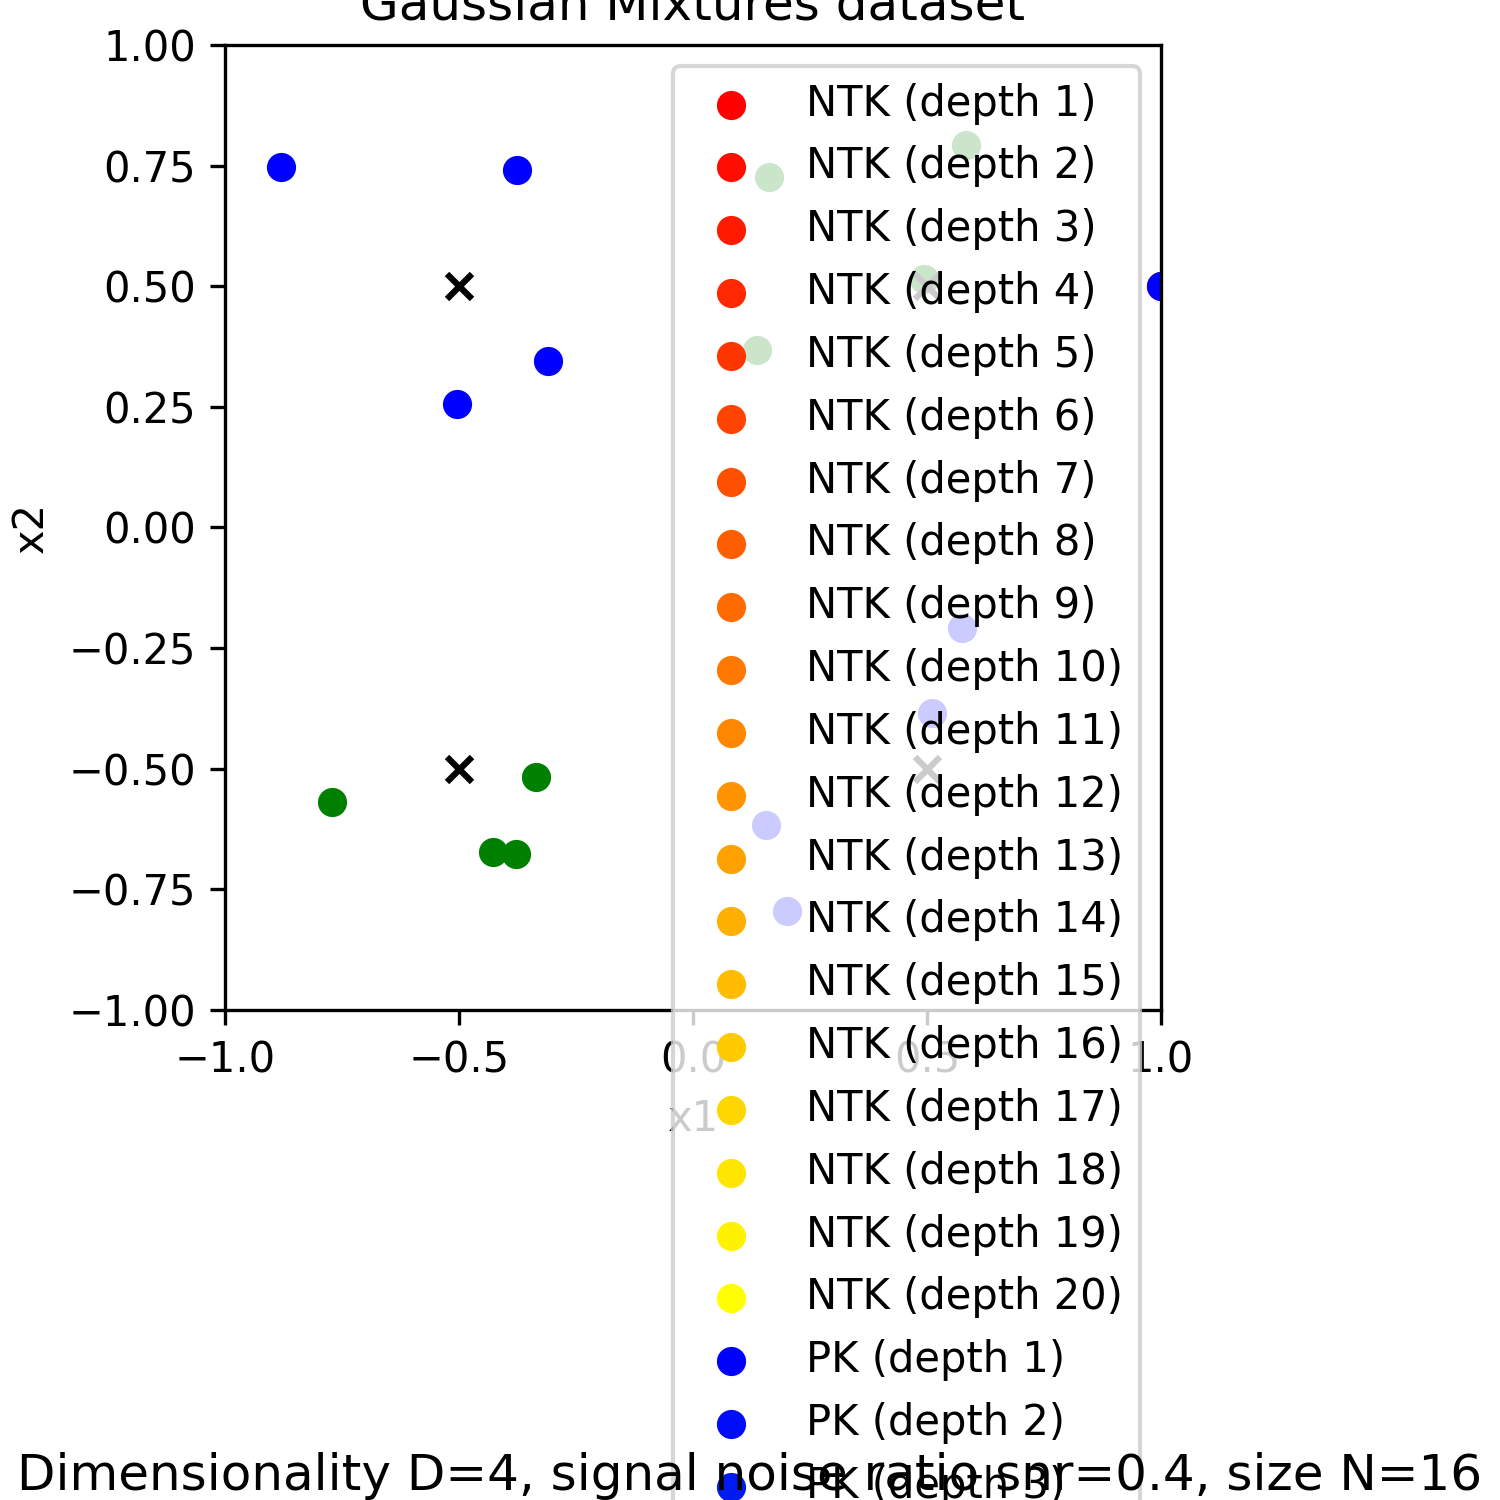 Gaussian Mixtures dataset
1.00
0.75
0.50
0.25
0.00
−0.25
−0.50
−0.75
−1.00
x2
−1.0
−0.5
0.0
0.5
1.0
x1
NTK (depth 1)
NTK (depth 2)
NTK (depth 3)
NTK (depth 4)
NTK (depth 5)
NTK (depth 6)
NTK (depth 7)
NTK (depth 8)
NTK (depth 9)
NTK (depth 10)
NTK (depth 11)
NTK (depth 12)
NTK (depth 13)
NTK (depth 14)
NTK (depth 15)
NTK (depth 16)
NTK (depth 17)
NTK (depth 18)
NTK (depth 19)
NTK (depth 20)
PK (depth 1)
PK (depth 2)
PK (depth 3)
Dimensionality D=4, signal noise ratio snr=0.4, size N=16